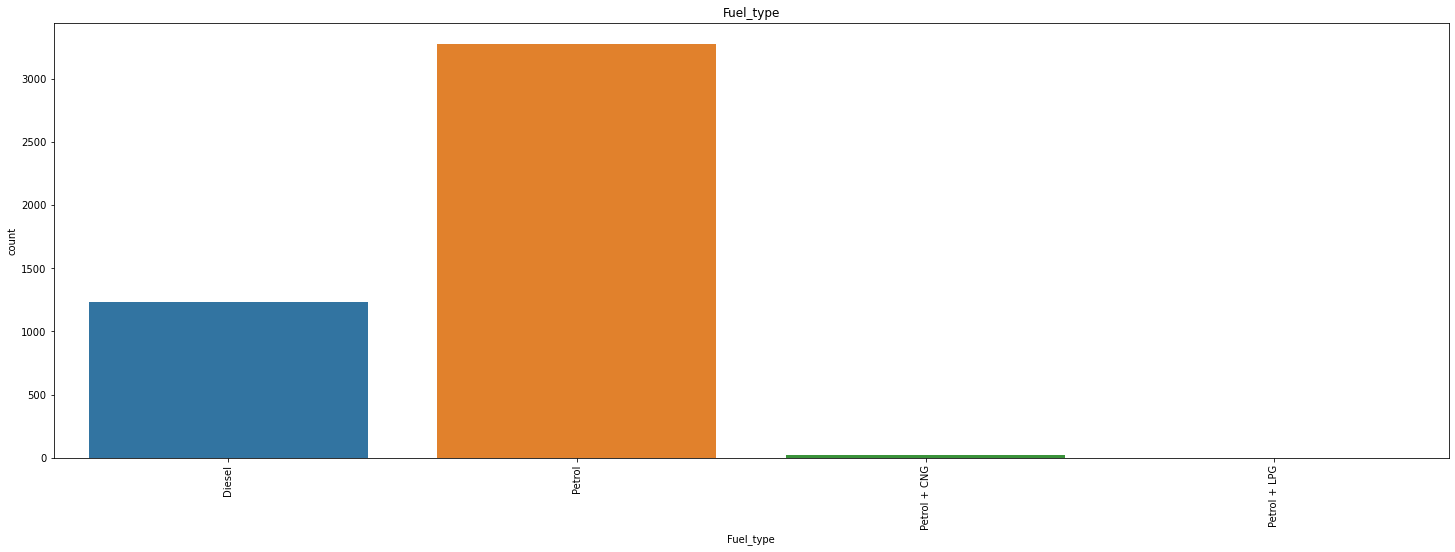 Fuel_type
3000
2500
2000
1500
1000
500
0
count
Diesel
Petrol
Petrol + CNG
Petrol + LPG
Fuel_type